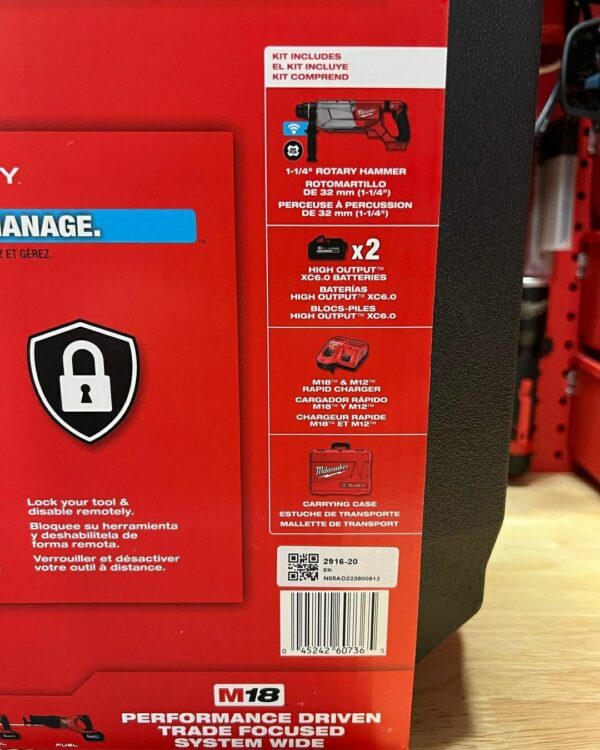 KIT INCLUDES
EL KIT INCLUYE
KIT COMPREND
Milwaukee
1-1/4" ROTARY HAMMER
ROTOMARTILLO
DE 32 mm (1-1/4")
PERCEUSE À PERCUSSION
DE 32 mm (1-1/4")
x2
HIGH OUTPUT™
XC6.0 BATTERIES
BATERÍAS
HIGH OUTPUT™ XC6.0
BLOCS-PILES
HIGH OUTPUT™ XC6.0
M18™ & M12™
RAPID CHARGER
CARGADOR RÁPIDO
M18™ Y M12™
CHARGEUR RAPIDE
M18™ ET M12™
Milwaukee
CARRYING CASE
ESTUCHE DE TRANSPORTE
MALLETTE DE TRANSPORT
Y
ANAGE.™
Z ET GÉREZ.
Lock your tool &
disable remotely.
Bloquee su herramienta
y deshabilítela de
forma remota.
Verrouiller et désactiver
votre outil à distance.
2916-20
S/N:
N05AD222800812
0 45242 60736 5
M18
PERFORMANCE DRIVEN
TRADE FOCUSED
SYSTEM WIDE
FUEL